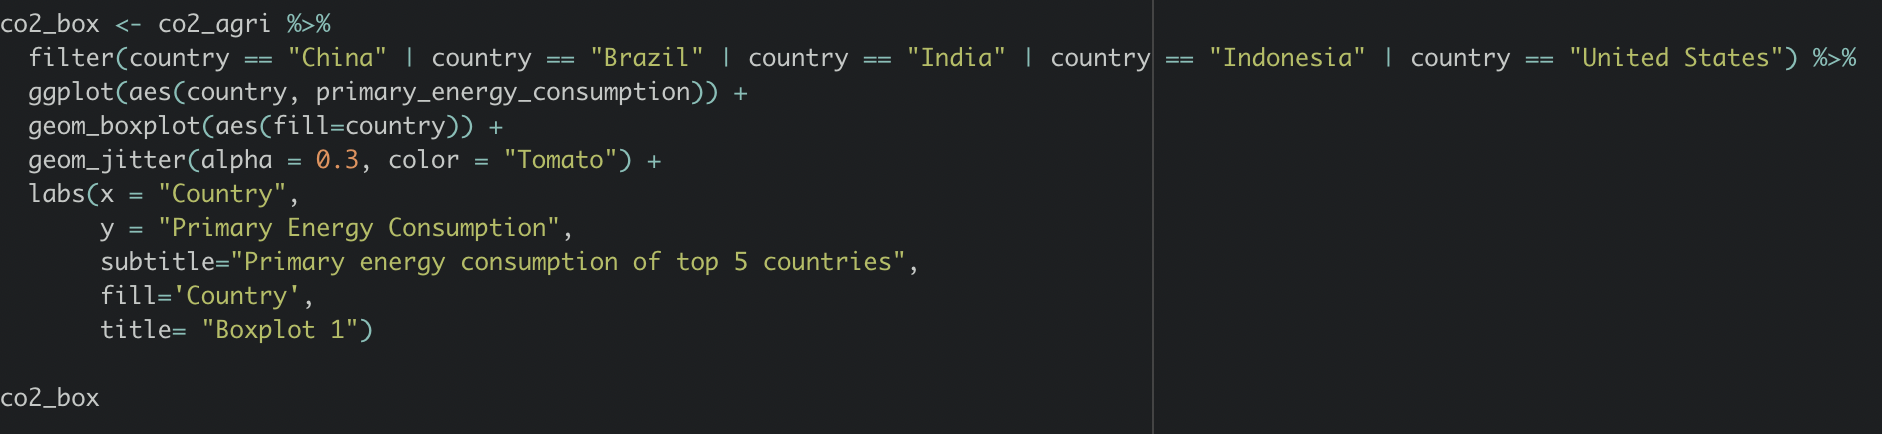 co2_box <- co2_agri %>%
  filter(country == "China" | country == "Brazil" | country == "India" | country == "Indonesia" | country == "United States") %>%
  ggplot(aes(country, primary_energy_consumption)) +
  geom_boxplot(aes(fill=country)) +
  geom_jitter(alpha = 0.3, color = "Tomato") +
  labs(x = "Country",
       y = "Primary Energy Consumption",
       subtitle="Primary energy consumption of top 5 countries",
       fill='Country',
       title= "Boxplot 1")

co2_box